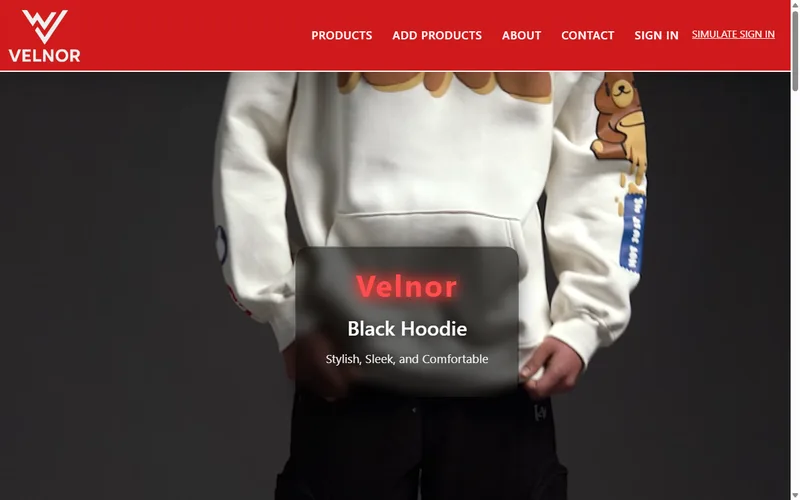 VELNOR
PRODUCTS
ADD PRODUCTS
ABOUT
CONTACT
SIGN IN
SIMULATE SIGN IN
Velnor
Black Hoodie
Stylish, Sleek, and Comfortable